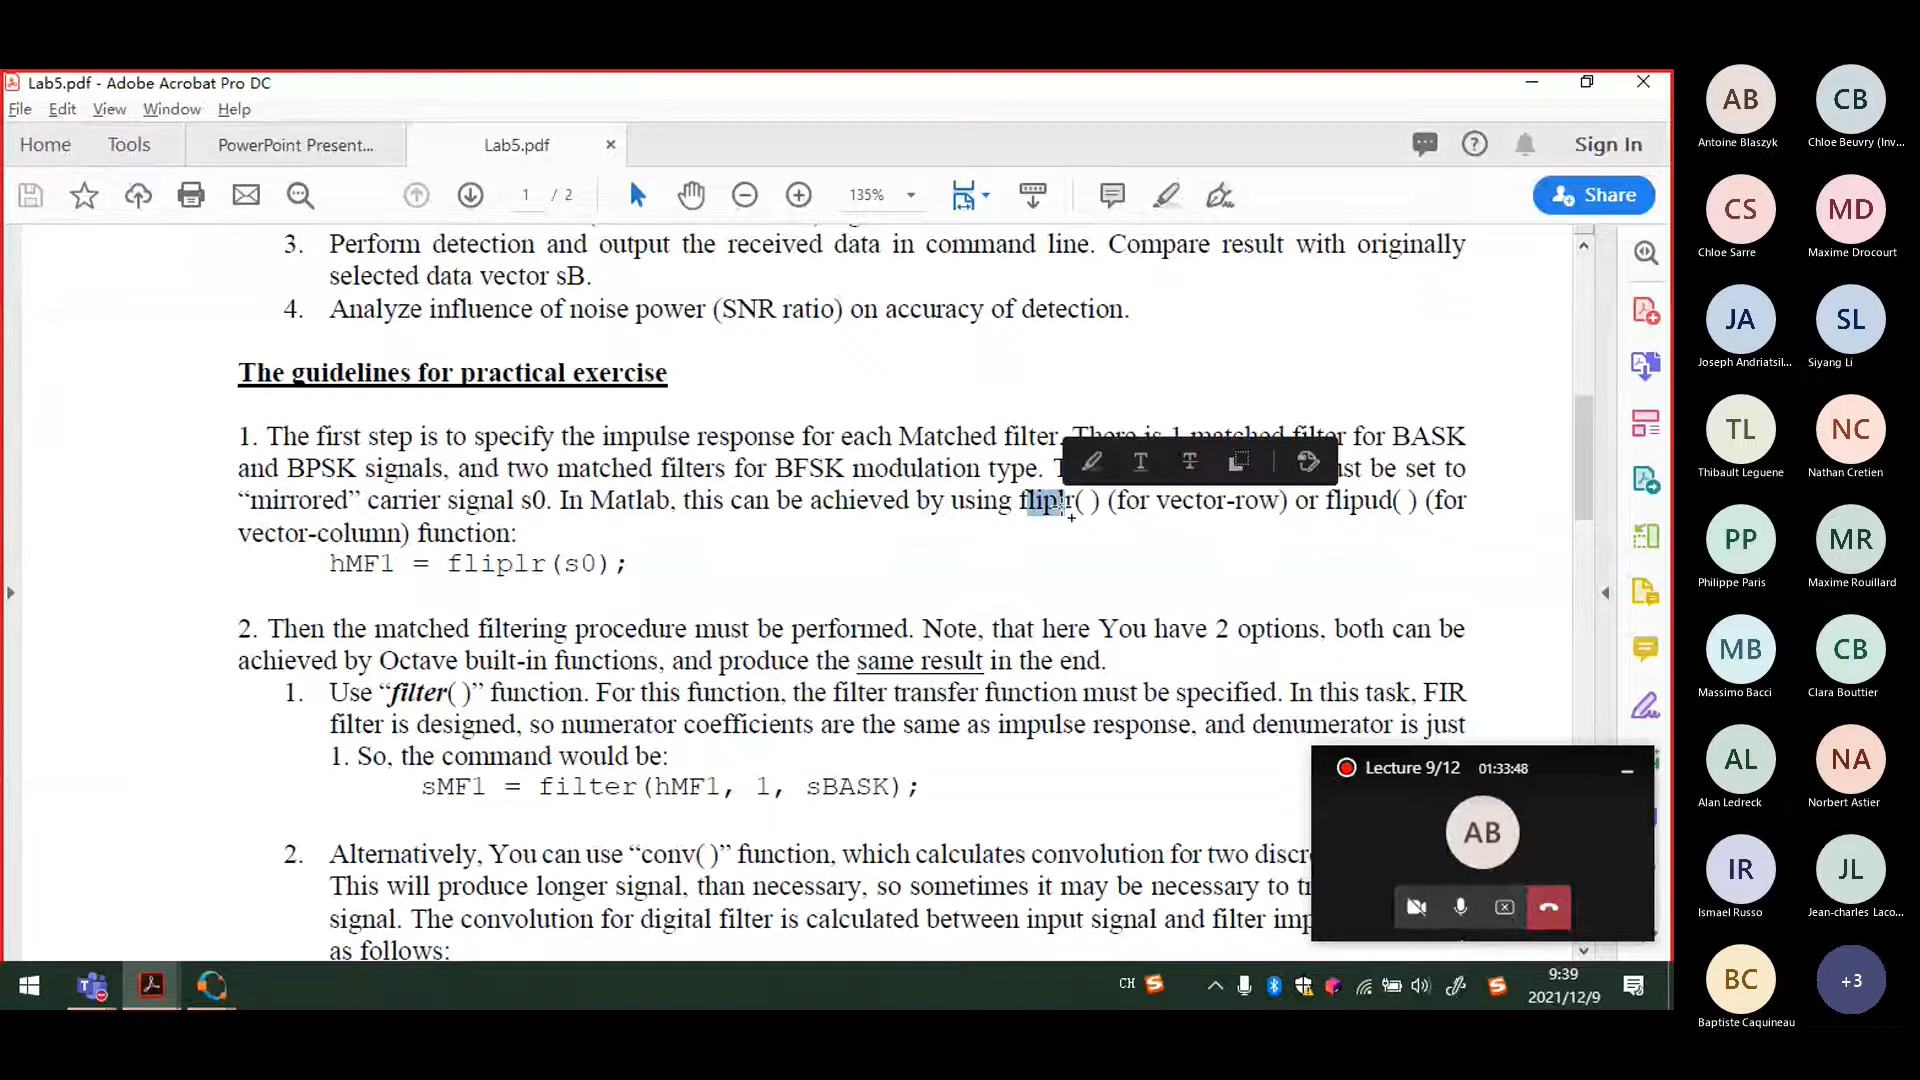 Lab5.pdf - Adobe Acrobat Pro DC
File Edit View Window Help
Home Tools PowerPoint Present... Lab5.pdf × Sign In
1 / 2 135% Share
3. Perform detection and output the received data in command line. Compare result with originally
selected data vector sB.
4. Analyze influence of noise power (SNR ratio) on accuracy of detection.
The guidelines for practical exercise
1. The first step is to specify the impulse response for each Matched filter. There is 1 matched filter for BASK
and BPSK signals, and two matched filters for BFSK modulation type. must be set to
“mirrored” carrier signal s0. In Matlab, this can be achieved by using fliplr( ) (for vector-row) or flipud( ) (for
vector-column) function:
hMF1 = fliplr(s0);
2. Then the matched filtering procedure must be performed. Note, that here You have 2 options, both can be
achieved by Octave built-in functions, and produce the same result in the end.
1. Use “filter( )” function. For this function, the filter transfer function must be specified. In this task, FIR
filter is designed, so numerator coefficients are the same as impulse response, and denumerator is just
1. So, the command would be:
sMF1 = filter(hMF1, 1, sBASK);
2. Alternatively, You can use “conv( )” function, which calculates convolution for two discr
This will produce longer signal, than necessary, so sometimes it may be necessary to tr
signal. The convolution for digital filter is calculated between input signal and filter imp
as follows:
Lecture 9/12 01:33:48
AB
CH
9:39
2021/12/9
AB CB
Antoine Blaszyk Chloe Beuvry (Inv...
CS MD
Chloe Sarre Maxime Drocourt
JA SL
Joseph Andriatsil... Siyang Li
TL NC
Thibault Leguene Nathan Cretien
PP MR
Philippe Paris Maxime Rouillard
MB CB
Massimo Bacci Clara Bouttier
AL NA
Alan Ledreck Norbert Astier
IR JL
Ismael Russo Jean-charles Laco...
BC +3
Baptiste Caquineau